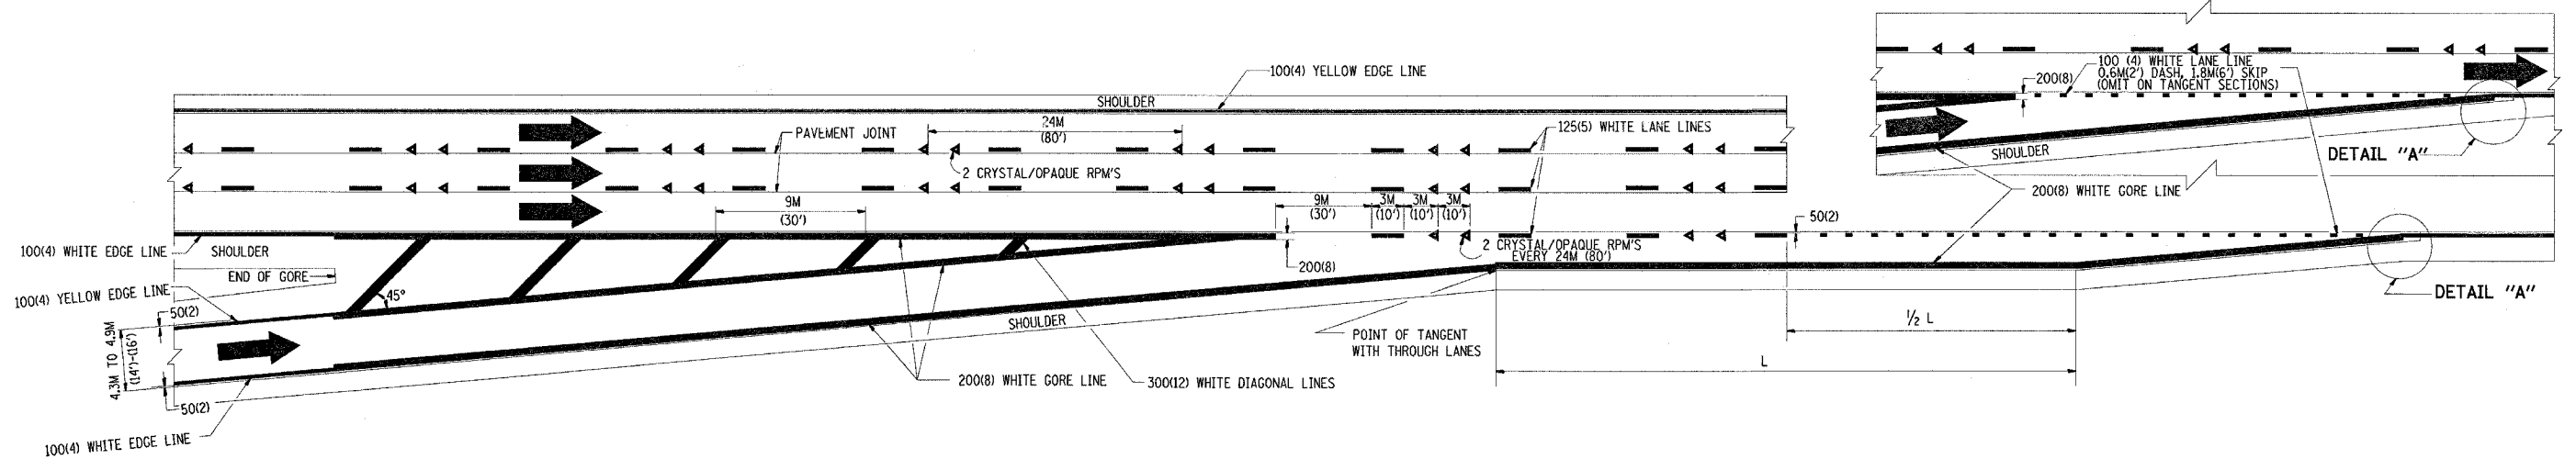 100(4) YELLOW EDGE LINE
SHOULDER
24M
(80')
PAVEMENT JOINT
125(5) WHITE LANE LINES
2 CRYSTAL/OPAQUE RPM'S
9M
(30')
9M
(30')
3M
(10')
3M
(10')
3M
(10')
100(4) WHITE EDGE LINE
SHOULDER
END OF GORE
100(4) YELLOW EDGE LINE
50(2)
45°
4.3M TO 4.9M
(14')-(16')
50(2)
100(4) WHITE EDGE LINE
200(8)
2 CRYSTAL/OPAQUE RPM'S
EVERY 24M (80')
SHOULDER
200(8) WHITE GORE LINE
300(12) WHITE DIAGONAL LINES
POINT OF TANGENT
WITH THROUGH LANES
L
1/2 L
50(2)
200(8) WHITE GORE LINE
DETAIL "A"
200(8)
100 (4) WHITE LANE LINE
0.6M(2') DASH, 1.8M(6') SKIP
(OMIT ON TANGENT SECTIONS)
SHOULDER
DETAIL "A"